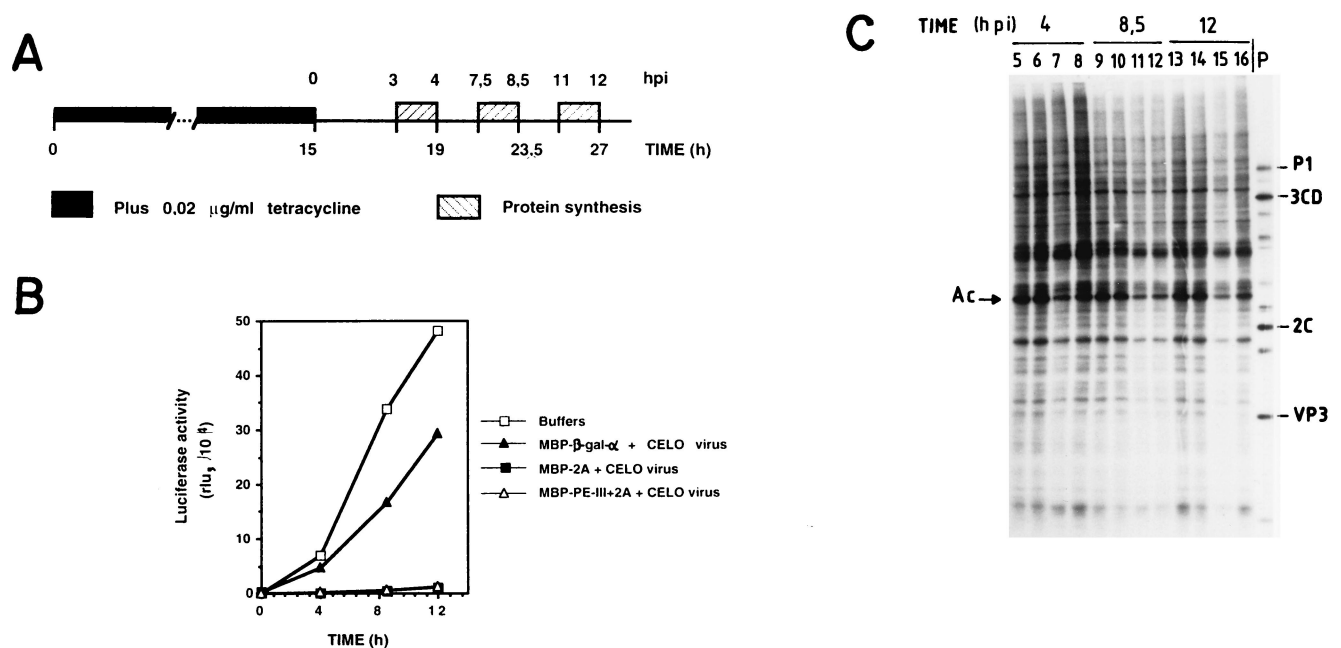 A
0 3 4 7,5 8,5 11 12 hpi
0 15 19 23,5 27 TIME (h)
Plus 0,02 μg/ml tetracycline
Protein synthesis
B
50
40
30
20
10
0
0 4 8 12
Luciferase activity
(rlu, /10 4)
TIME (h)
Buffers
MBP-β-gal-α + CELO virus
MBP-2A + CELO virus
MBP-PE-III+2A + CELO virus
C
TIME (h pi) 4 8,5 12
5 6 7 8 9 10 11 12 13 14 15 16 P
P1
3CD
Ac
2C
VP3